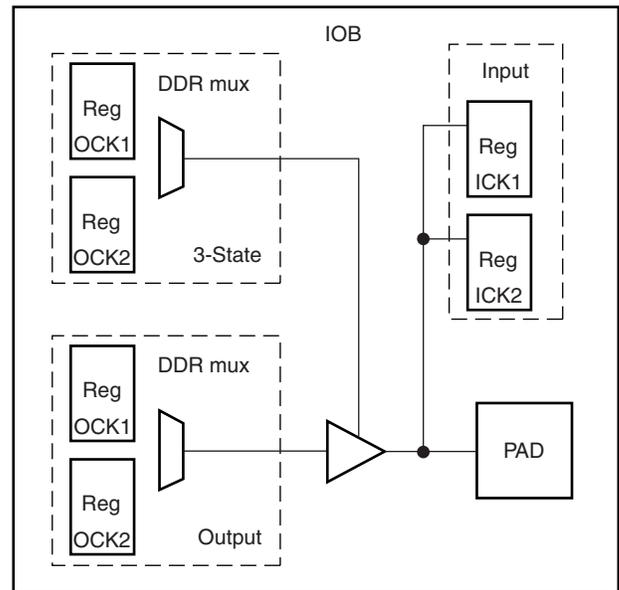 IOB
DDR mux
Reg
OCK1
Reg
OCK2
3-State
Input
Reg
ICK1
Reg
ICK2
DDR mux
Reg
OCK1
Reg
OCK2
Output
PAD